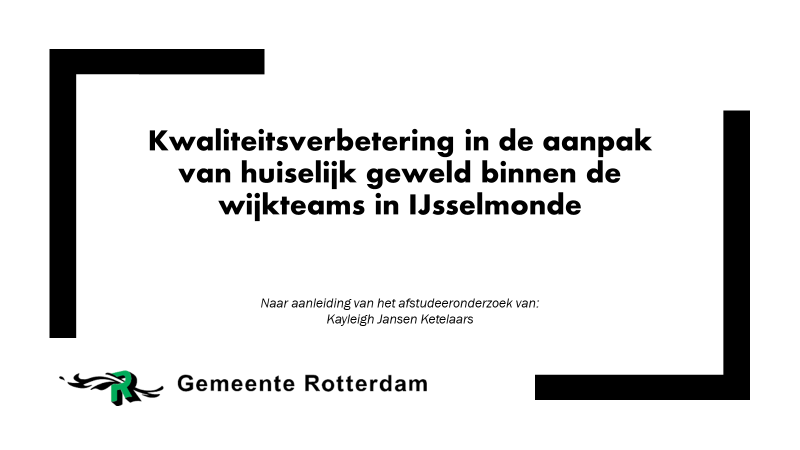 Kwaliteitsverbetering in de aanpak
van huiselijk geweld binnen de
wijkteams in IJsselmonde
Naar aanleiding van het afstudeeronderzoek van:
Kayleigh Jansen Ketelaars
R Gemeente Rotterdam